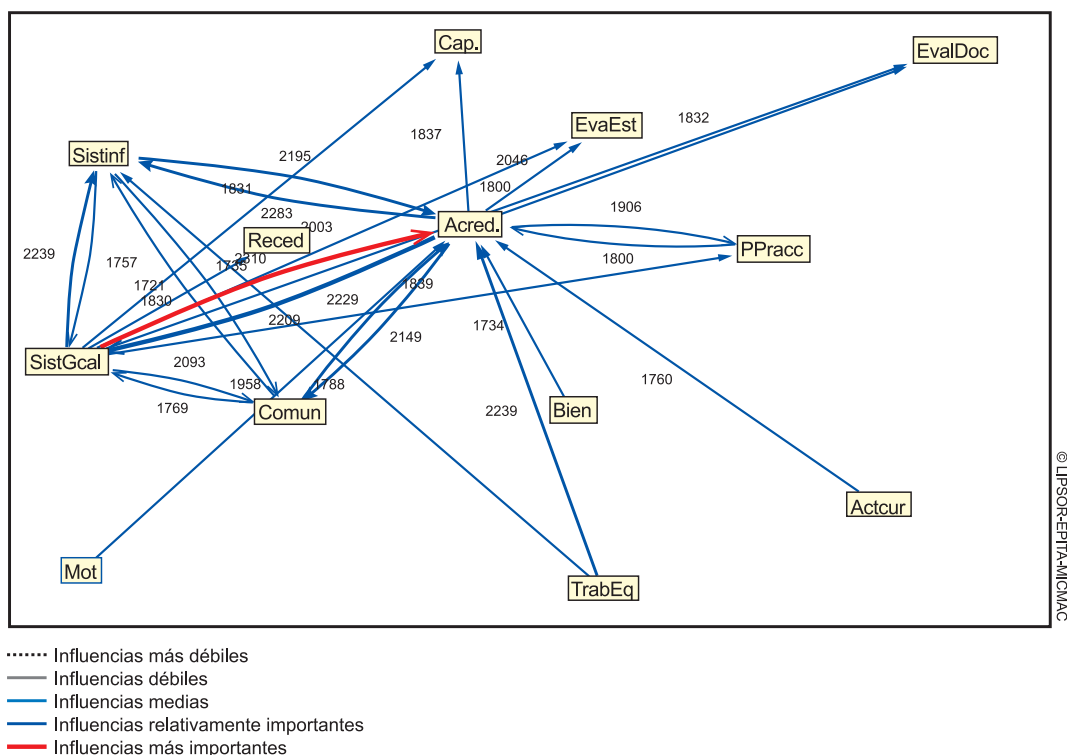 Cap.
EvalDoc
1832
EvaEst
1837
Sistinf
2195
2046
1831
1800
2283
1906
2003
Acred.
Reced
2239
1757
2310
1735
1800
PPracc
1721
1839
1830
2229
2209
1734
2149
SistGcal
2093
1958
1788
1760
1769
Comun
2239
Bien
Actcur
Mot
TrabEq
© LIPSOR-EPITA-MICMAC
Influencias más débiles
Influencias débiles
Influencias medias
Influencias relativamente importantes
Influencias más importantes